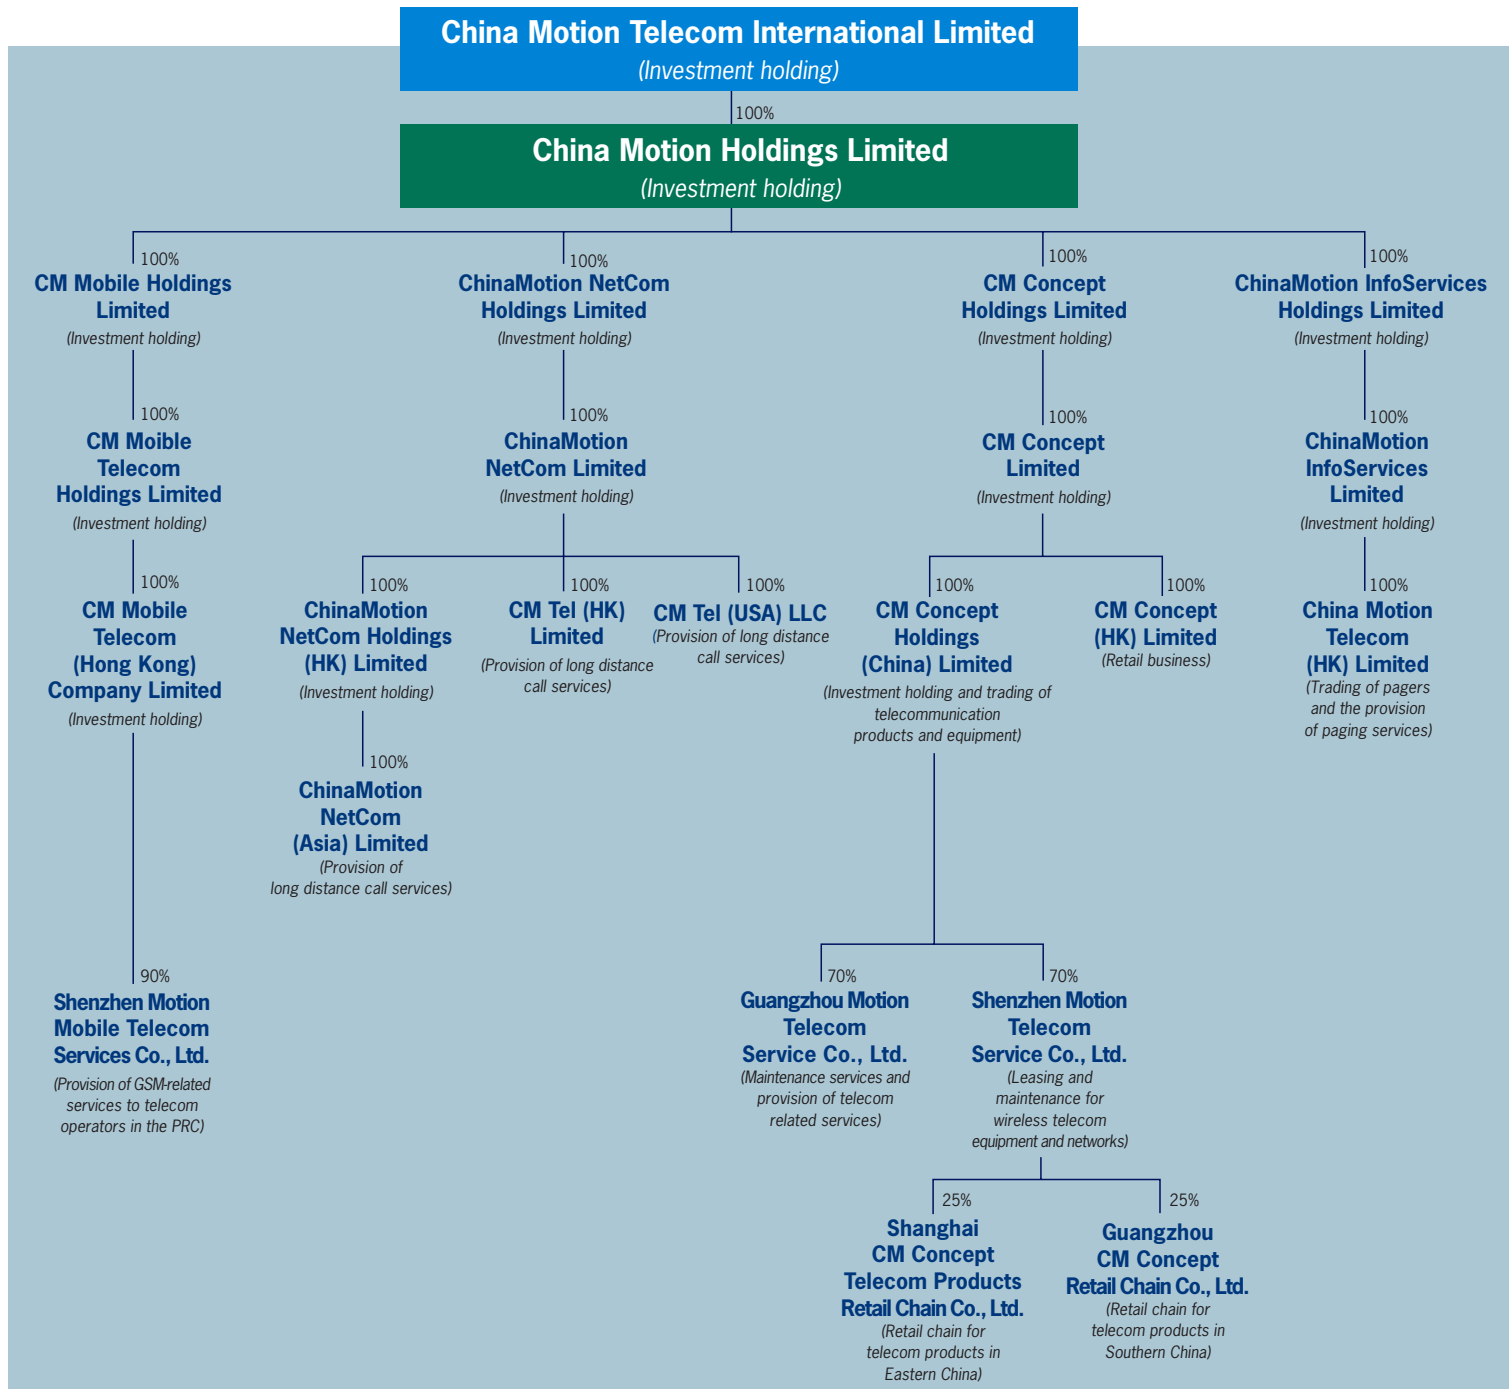 China Motion Telecom International Limited
(Investment holding)
100%
China Motion Holdings Limited
(Investment holding)
100%
CM Mobile Holdings
Limited
(Investment holding)
100%
CM Moible
Telecom
Holdings Limited
(Investment holding)
100%
CM Mobile
Telecom
(Hong Kong)
Company Limited
(Investment holding)
90%
Shenzhen Motion
Mobile Telecom
Services Co., Ltd.
(Provision of GSM-related
services to telecom
operators in the PRC)
100%
ChinaMotion NetCom
Holdings Limited
(Investment holding)
100%
ChinaMotion
NetCom Limited
(Investment holding)
100%
ChinaMotion
NetCom Holdings
(HK) Limited
(Investment holding)
100%
ChinaMotion
NetCom
(Asia) Limited
(Provision of
long distance call services)
100%
CM Tel (HK)
Limited
(Provision of long distance
call services)
100%
CM Tel (USA) LLC
(Provision of long distance
call services)
100%
CM Concept
Holdings Limited
(Investment holding)
100%
CM Concept
Limited
(Investment holding)
100%
CM Concept
Holdings
(China) Limited
(Investment holding and trading of
telecommunication
products and equipment)
100%
CM Concept
(HK) Limited
(Retail business)
70%
Guangzhou Motion
Telecom
Service Co., Ltd.
(Maintenance services and
provision of telecom
related services)
70%
Shenzhen Motion
Telecom
Service Co., Ltd.
(Leasing and
maintenance for
wireless telecom
equipment and networks)
25%
Shanghai
CM Concept
Telecom Products
Retail Chain Co., Ltd.
(Retail chain for
telecom products in
Eastern China)
25%
Guangzhou
CM Concept
Retail Chain Co., Ltd.
(Retail chain for
telecom products in
Southern China)
100%
ChinaMotion InfoServices
Holdings Limited
(Investment holding)
100%
ChinaMotion
InfoServices
Limited
(Investment holding)
100%
China Motion
Telecom
(HK) Limited
(Trading of pagers
and the provision
of paging services)